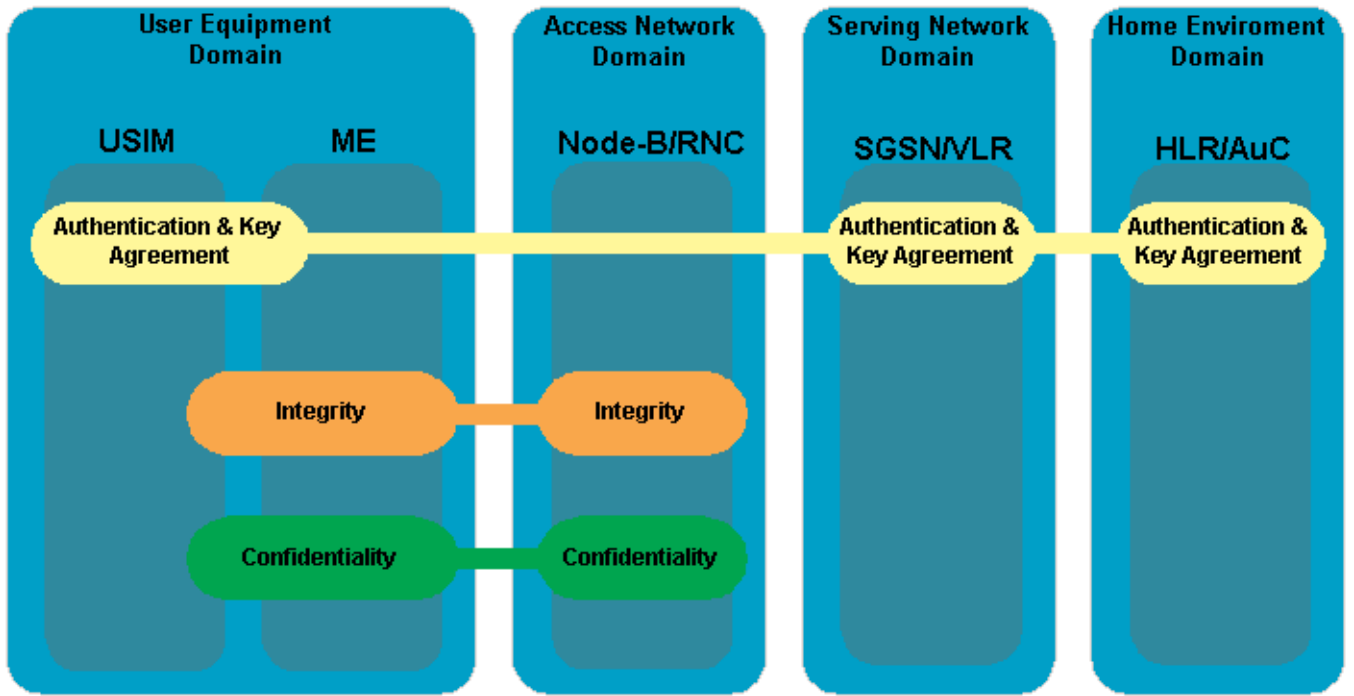 User Equipment
Domain
Access Network
Domain
Serving Network
Domain
Home Enviroment
Domain
USIM
ME
Node-B/RNC
SGSN/VLR
HLR/AuC
Authentication & Key
Agreement
Authentication &
Key Agreement
Authentication &
Key Agreement
Integrity
Integrity
Confidentiality
Confidentiality